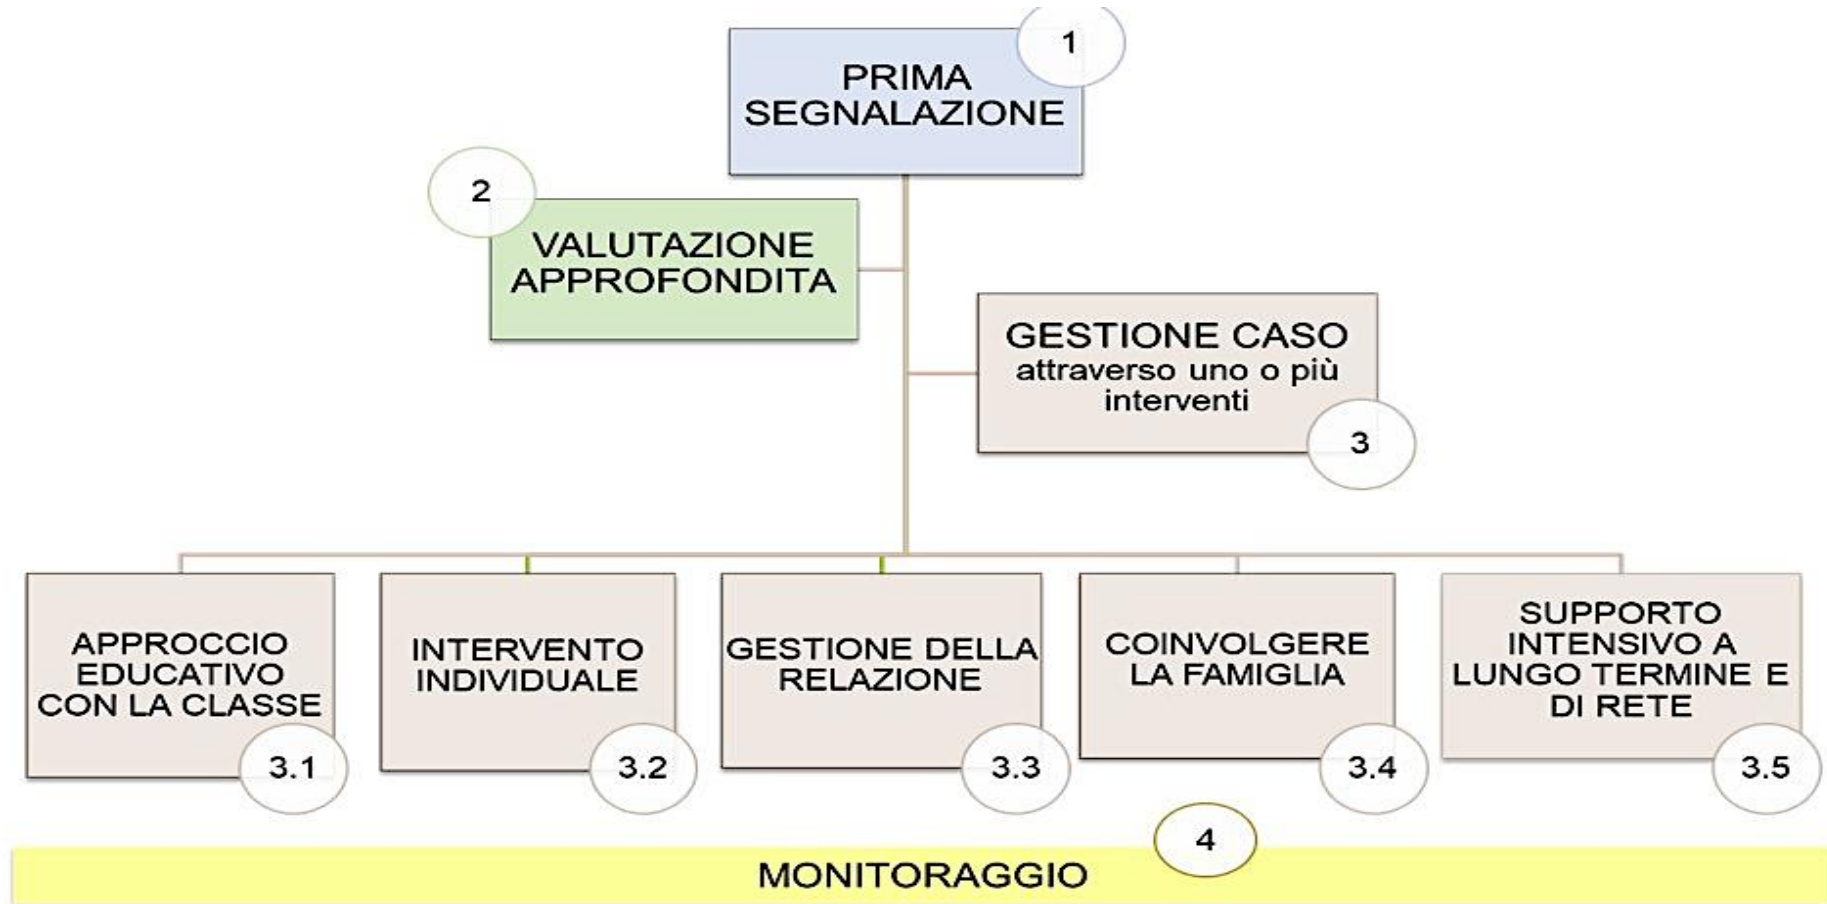 1
PRIMA
SEGNALAZIONE
2
VALUTAZIONE
APPROFONDITA
GESTIONE CASO
attraverso uno o più
interventi
3
APPROCCIO
EDUCATIVO
CON LA CLASSE
3.1
INTERVENTO
INDIVIDUALE
3.2
GESTIONE DELLA
RELAZIONE
3.3
COINVOLGERE
LA FAMIGLIA
3.4
SUPPORTO
INTENSIVO A
LUNGO TERMINE E
DI RETE
3.5
4
MONITORAGGIO